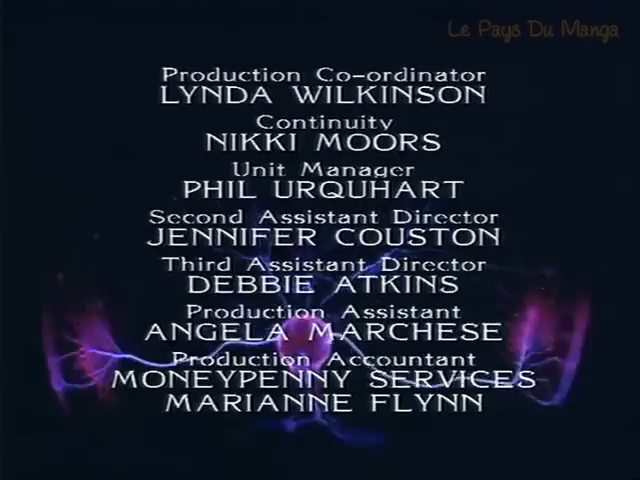 Le Pays Du Manga
Production Co-ordinator
LYNDA WILKINSON
Continuity
NIKKI MOORS
Unit Manager
PHIL URQUHART
Second Assistant Director
JENNIFER COUSTON
Third Assistant Director
DEBBIE ATKINS
Production Assistant
ANGELA MARCHESE
Production Accountant
MONEYPENNY SERVICES
MARIANNE FLYNN